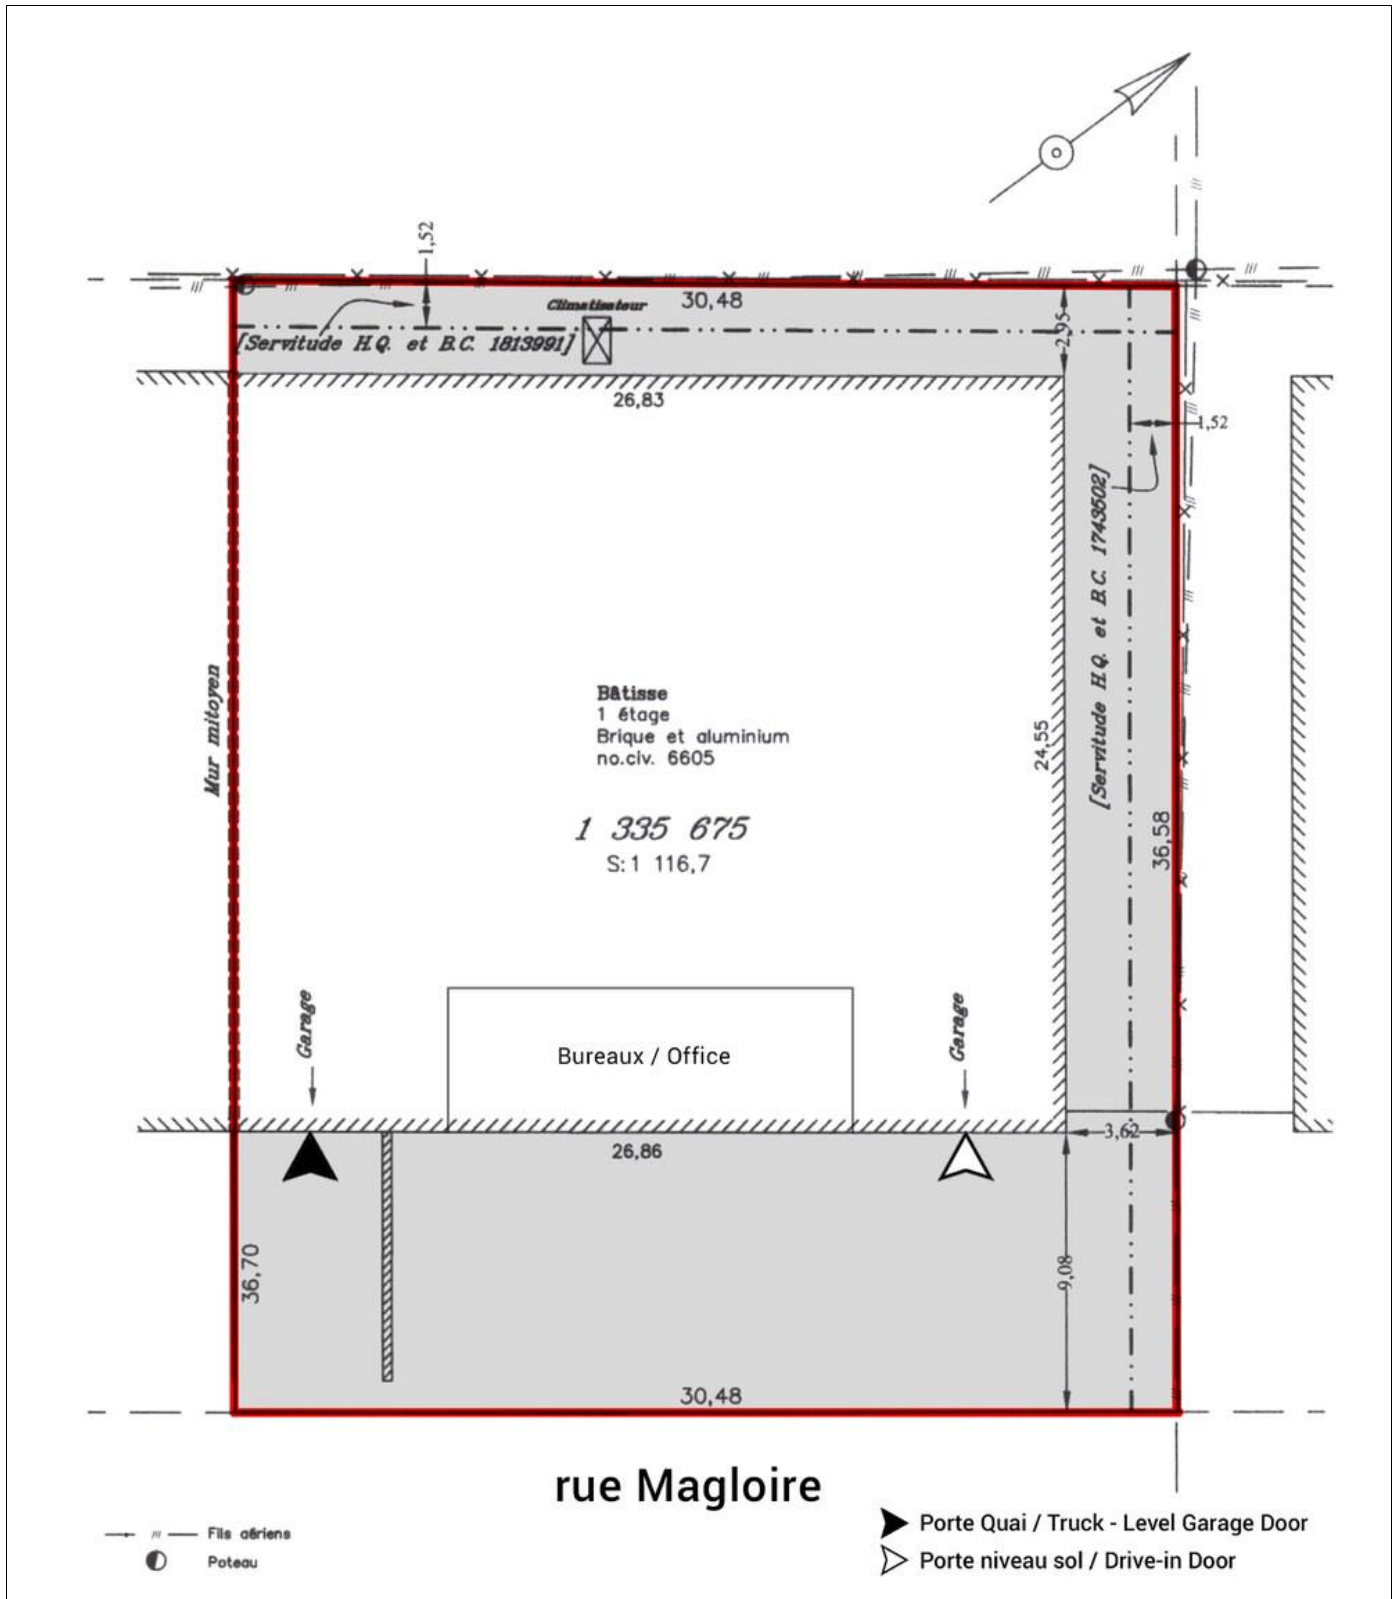 1,52
Climatisateur
30,48
2,95
[Servitude H.Q. et B.C. 1813991]
26,83
1,52
[Servitude H.Q. et B.C. 1743502]
Mur mitoyen
Bâtisse
1 étage
Brique et aluminium
no.civ. 6605
24,55
1 335 675
S:1 116,7
36,58
Garage
Garage
Bureaux / Office
3,62
26,86
36,70
9,08
30,48
rue Magloire
Fils aériens
Poteau
Porte Quai / Truck - Level Garage Door
Porte niveau sol / Drive-in Door